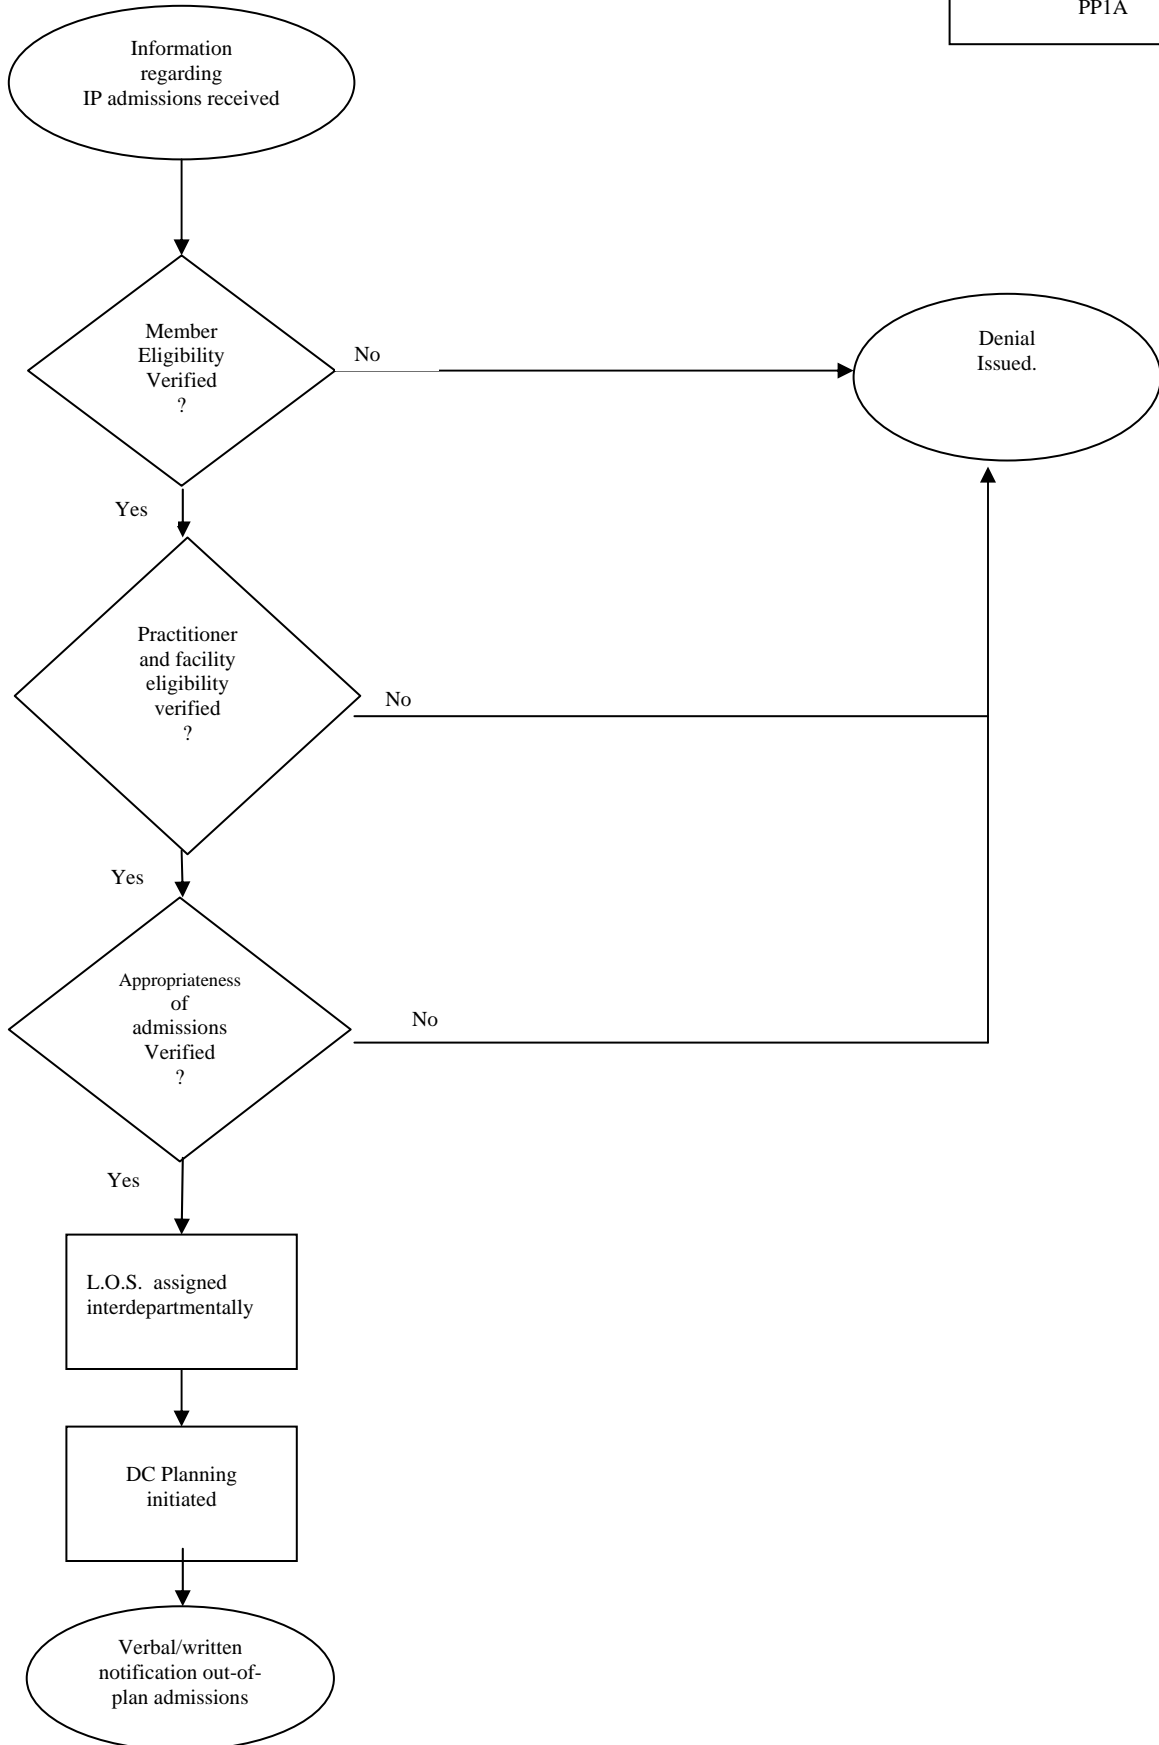 PP1A
Information
regarding
IP admissions received
Member
Eligibility
Verified
?
No
Denial
Issued.
Yes
Practitioner
and facility
eligibility
verified
?
No
Yes
Appropriateness
of
admissions
Verified
?
No
Yes
L.O.S. assigned
interdepartmentally
DC Planning
initiated
Verbal/written
notification out-of-
plan admissions